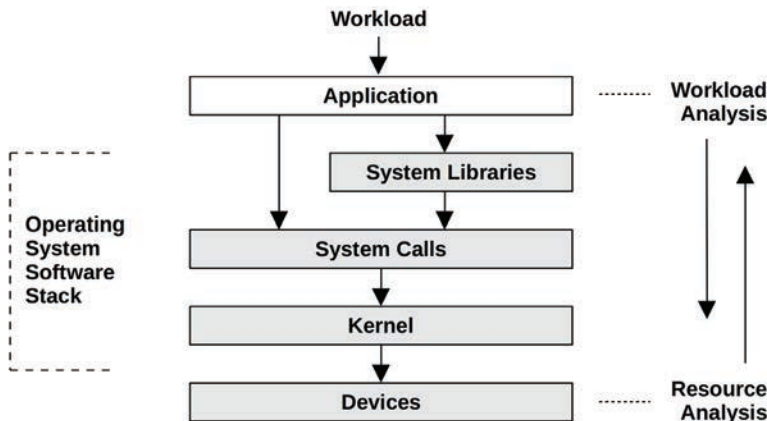 Workload
Application
Workload
Analysis
System Libraries
Operating
System
Software
Stack
System Calls
Kernel
Devices
Resource
Analysis